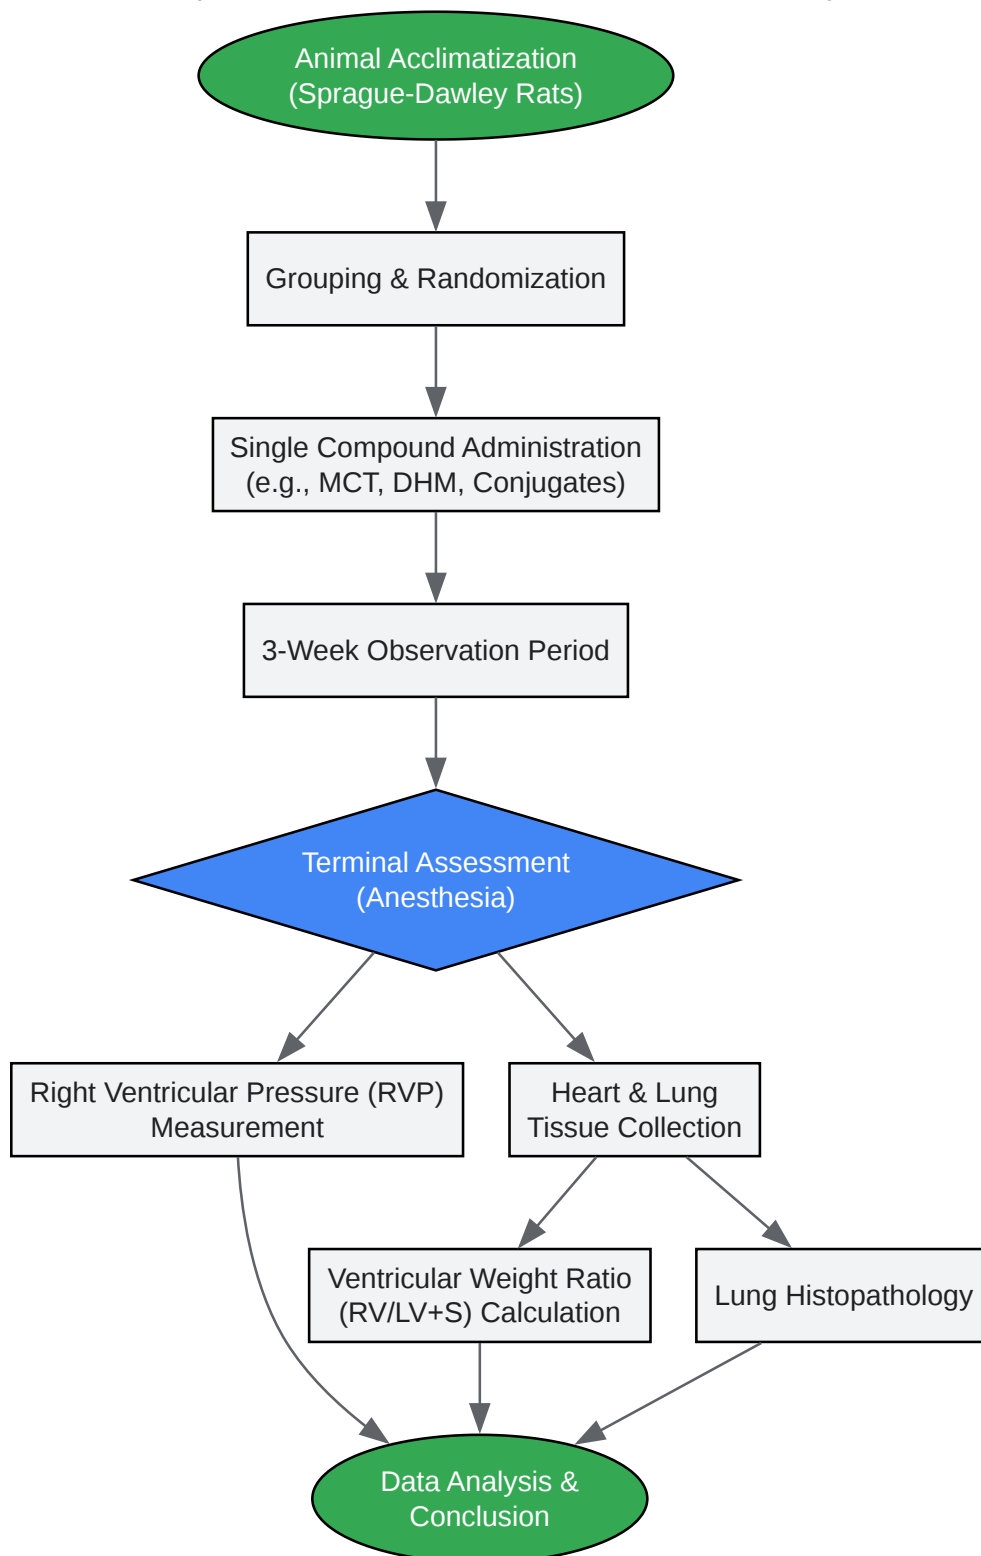 Animal Acclimatization
(Sprague-Dawley Rats)
Grouping & Randomization
Single Compound Administration
(e.g., MCT, DHM, Conjugates)
3-Week Observation Period
Terminal Assessment
(Anesthesia)
Right Ventricular Pressure (RVP)
Measurement
Heart & Lung
Tissue Collection
Ventricular Weight Ratio
(RV/LV+S) Calculation
Lung Histopathology
Data Analysis &
Conclusion